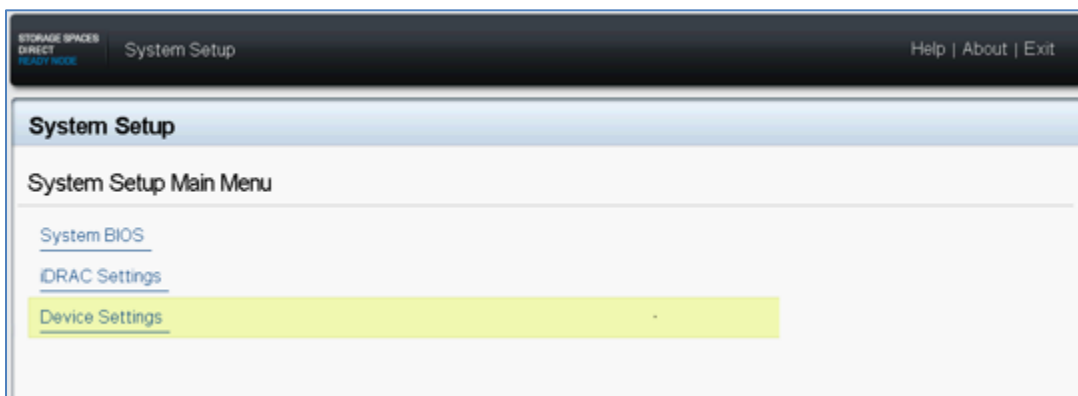 STORAGE SPACES
DIRECT
READY NODE
System Setup
Help | About | Exit
System Setup
System Setup Main Menu
System BIOS
iDRAC Settings
Device Settings